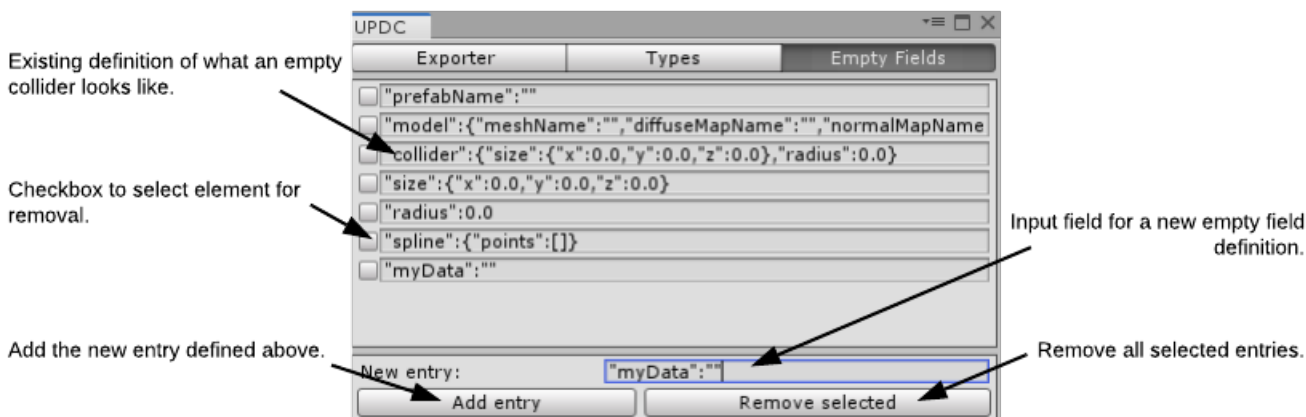 UPDC
Exporter Types Empty Fields
Existing definition of what an empty
collider looks like.
"prefabName":""
"model":{"meshName":"","diffuseMapName":"","normalMapName
collider":{"size":{"x":0.0,"y":0.0,"z":0.0},"radius":0.0}
"size":{"x":0.0,"y":0.0,"z":0.0}
"radius":0.0
"spline":{"points":[]}
"myData":""
Checkbox to select element for
removal.
Input field for a new empty field
definition.
Add the new entry defined above.
New entry: "myData":""
Add entry Remove selected
Remove all selected entries.